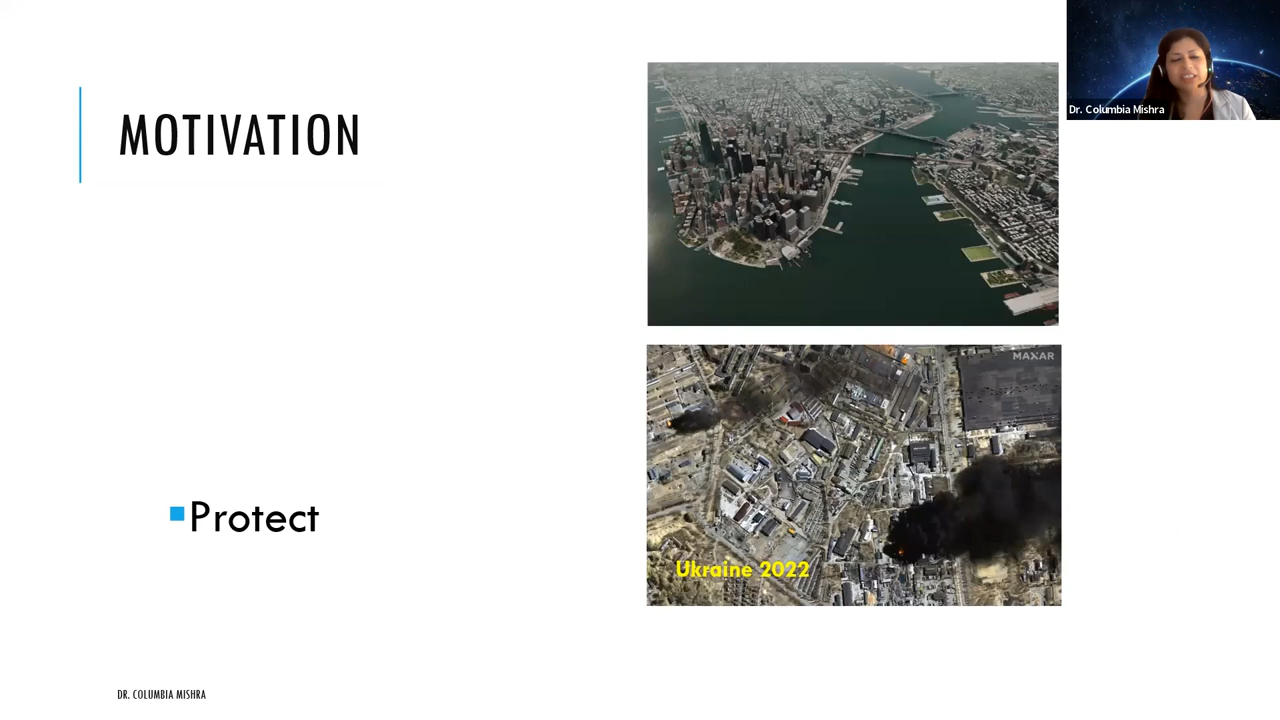 MOTIVATION
Dr. Columbia Mishra
MAXAR
Protect
Ukraine 2022
DR. COLUMBIA MISHRA